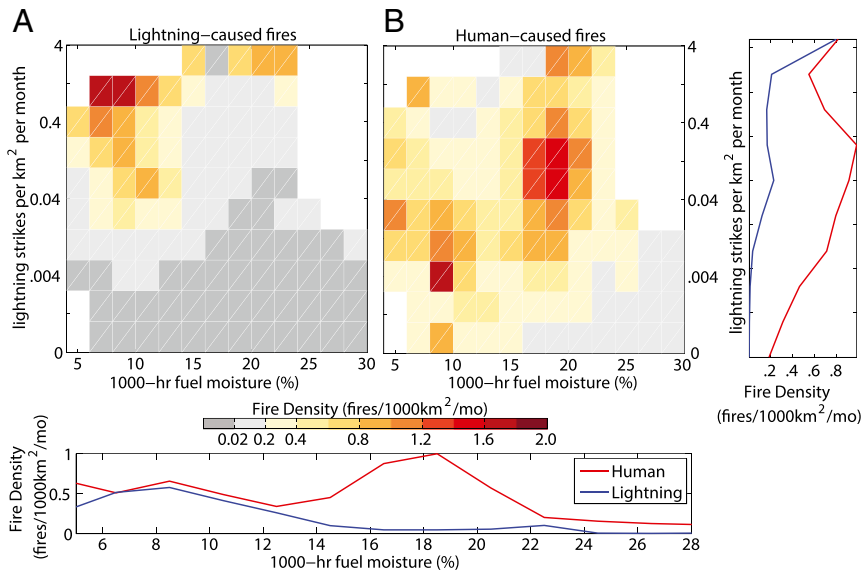 A
B
Lightning−caused fires
Human−caused fires
lightning strikes per km2 per month
4
0.4
0.04
.004
0
5 10 15 20 25 30
1000−hr fuel moisture (%)
4
0.4
0.04
.004
0
5 10 15 20 25 30
1000−hr fuel moisture (%)
lightning strikes per km2 per month
.2 .4 .6 .8
Fire Density
(fires/1000km2/mo)
Fire Density (fires/1000km2/mo)
0.02 0.2 0.4 0.8 1.2 1.6 2.0
Fire Density
(fires/1000km2/mo)
1
0.5
0
Human
Lightning
6 8 10 12 14 16 18 20 22 24 26 28
1000−hr fuel moisture (%)